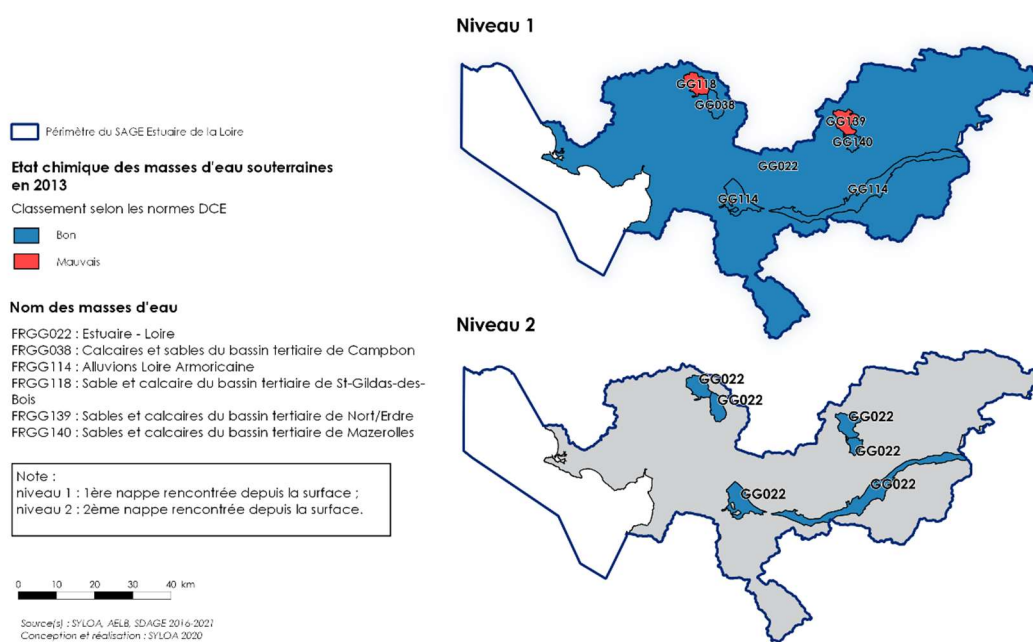 Niveau 1
GG118
GG038
GG139
GG140
GG022
GG114
GG114
Périmètre du SAGE Estuaire de la Loire
Etat chimique des masses d'eau souterraines
en 2013
Classement selon les normes DCE
Bon
Mauvais
Nom des masses d'eau
FRGG022 : Estuaire - Loire
FRGG038 : Calcaires et sables du bassin tertiaire de Campbon
FRGG114 : Alluvions Loire Armoricaine
FRGG118 : Sable et calcaire du bassin tertiaire de St-Gildas-des-
Bois
FRGG139 : Sables et calcaires du bassin tertiaire de Nort/Erdre
FRGG140 : Sables et calcaires du bassin tertiaire de Mazerolles
Note :
niveau 1 : 1ère nappe rencontrée depuis la surface ;
niveau 2 : 2ème nappe rencontrée depuis la surface.
0 10 20 30 40 km
Source(s) : SYLOA, AELB, SDAGE 2016-2021
Conception et réalisation : SYLOA 2020
Niveau 2
GG022
GG022
GG022
GG022
GG022
GG022